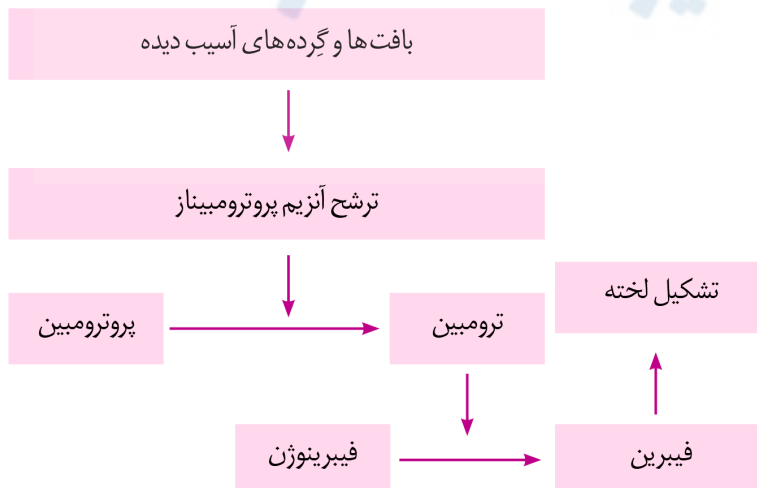 بافت‌ها و گِرده‌های آسیب دیده
ترشح آنزیم پروترومبیناز
تشکیل لخته
پروترومبین
ترومبین
فیبرینوژن
فیبرین